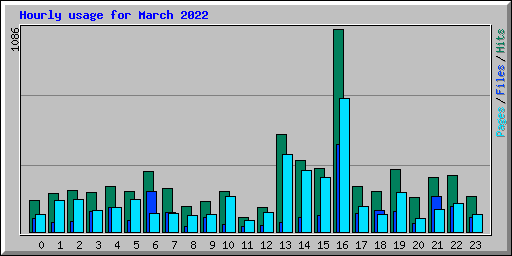 Hourly usage for March 2022
1086
Pages/Files/Hits
0 1 2 3 4 5 6 7 8 9 10 11 12 13 14 15 16 17 18 19 20 21 22 23